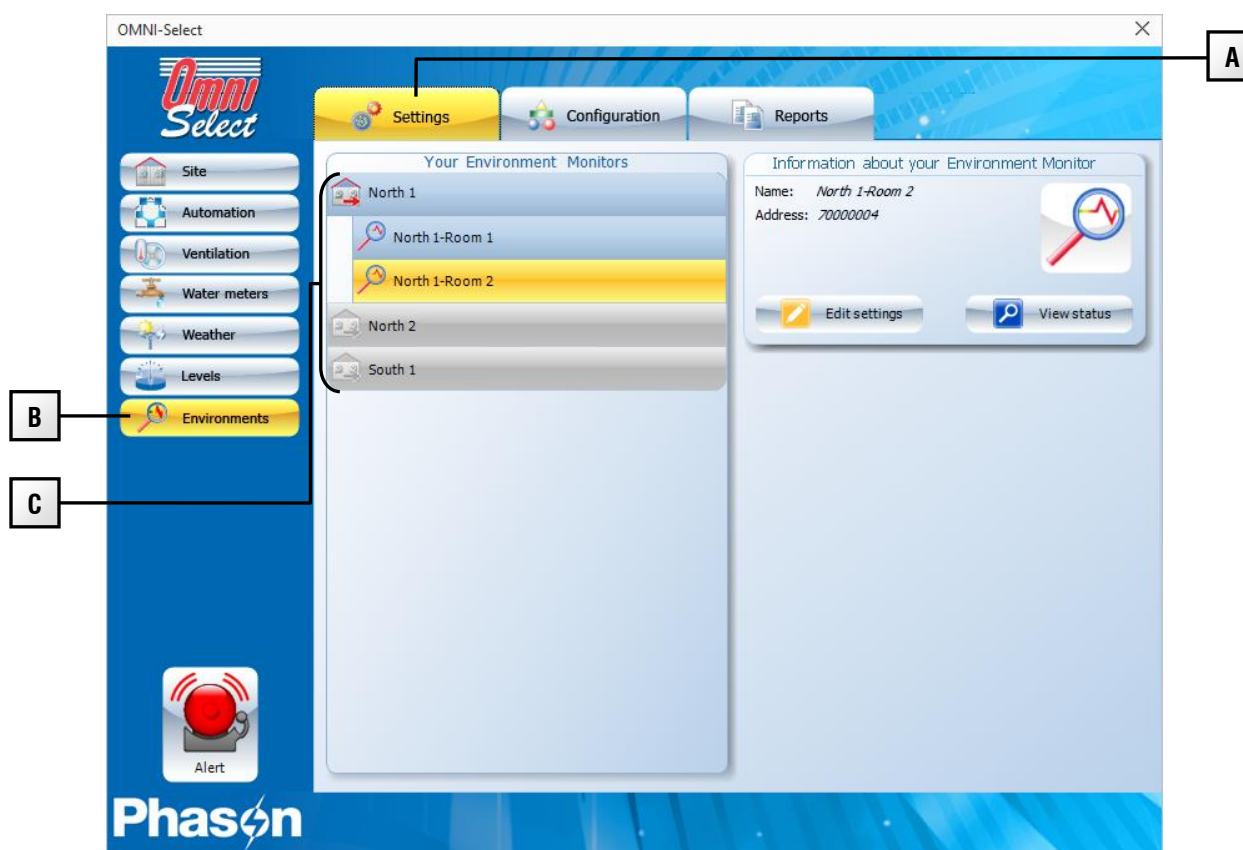 OMNI-Select
A
Omni
Select
Settings
Configuration
Reports
Site
Automation
Ventilation
Water meters
Weather
Levels
Environments
B
C
Your Environment Monitors
North 1
North 1-Room 1
North 1-Room 2
North 2
South 1
Information about your Environment Monitor
Name: North 1-Room 2
Address: 70000004
Edit settings
View status
Alert
Phason